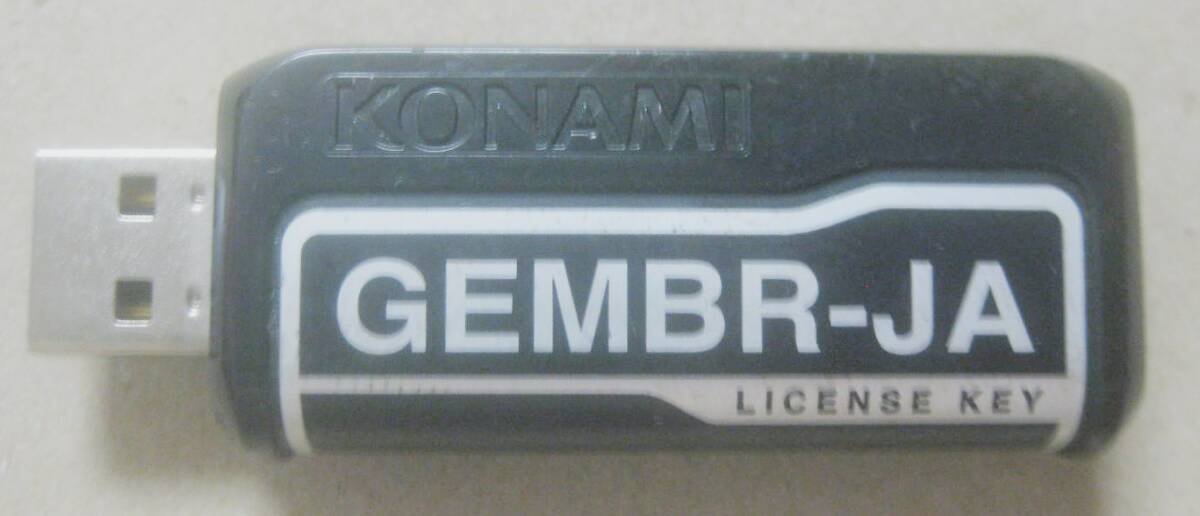 KONAMI
GEMBR-JA
LICENSE KEY